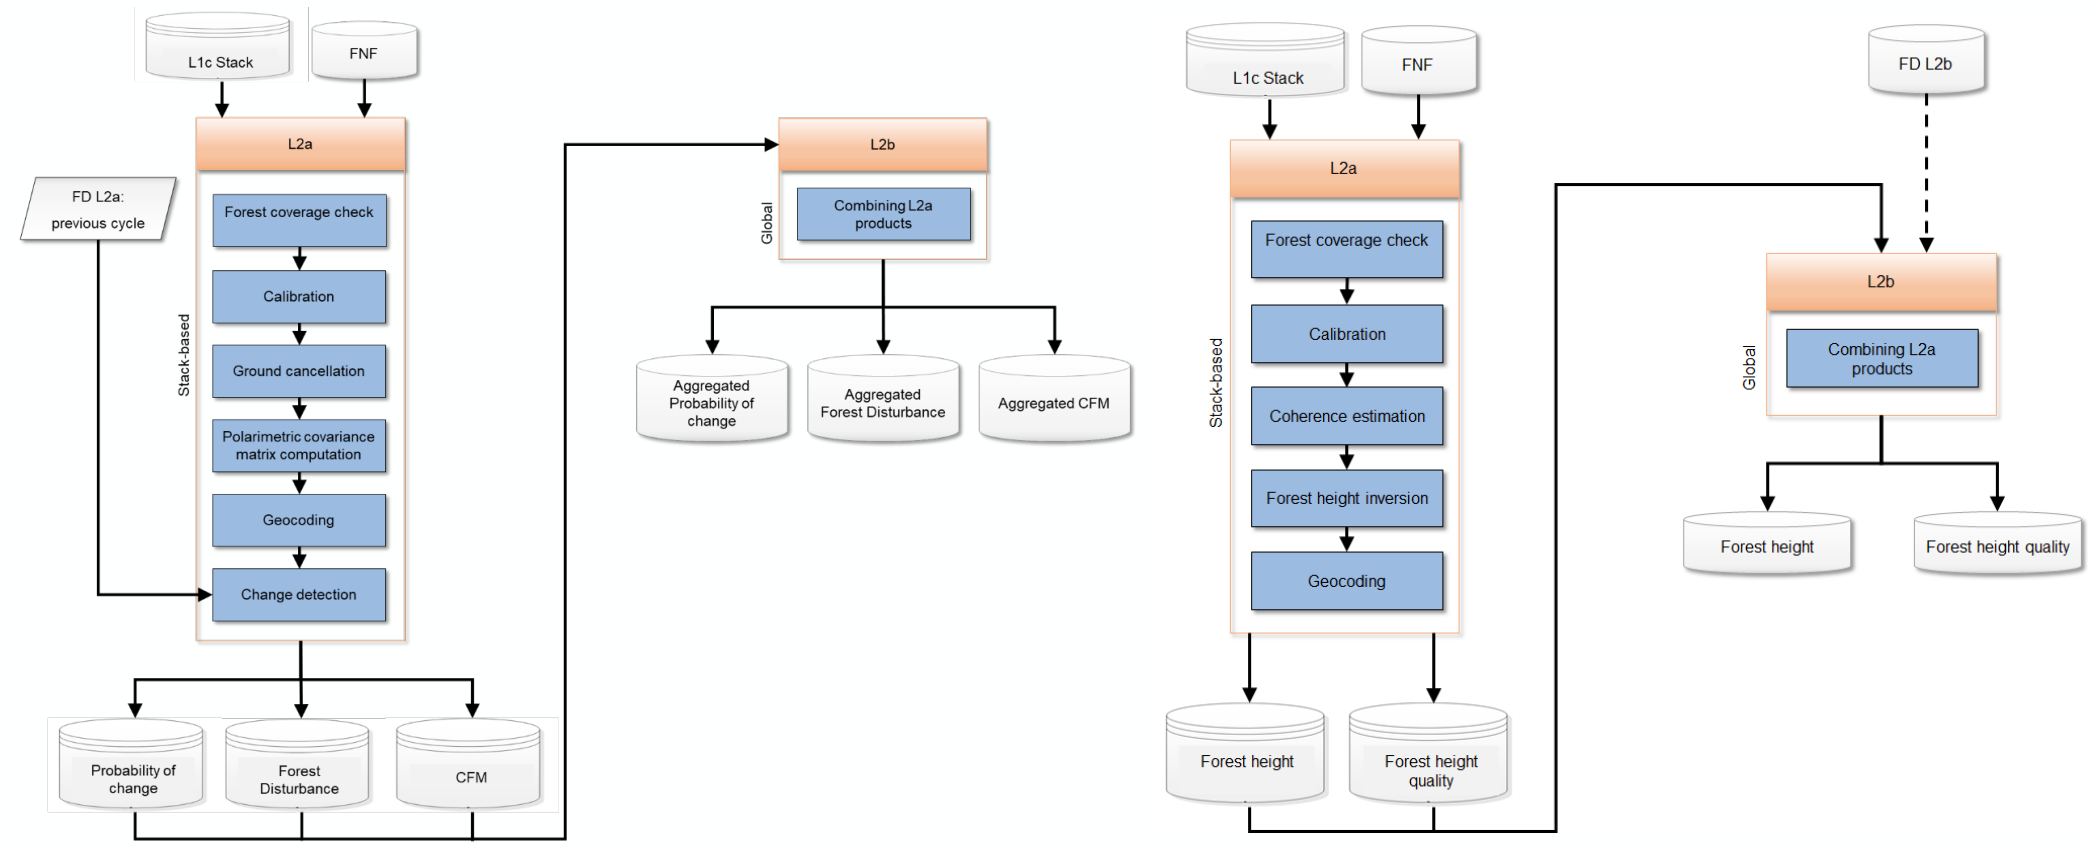 L1c Stack
FNF
L2a
FD L2a:
previous cycle
Forest coverage check
Calibration
Ground cancellation
Polarimetric covariance
matrix computation
Geocoding
Change detection
Stack-based
Probability of
change
Forest
Disturbance
CFM
L2b
Global
Combining L2a
products
Aggregated
Probability of
change
Aggregated
Forest Disturbance
Aggregated CFM
L1c Stack
FNF
L2a
Stack-based
Forest coverage check
Calibration
Coherence estimation
Forest height inversion
Geocoding
Forest height
Forest height
quality
FD L2b
L2b
Global
Combining L2a
products
Forest height
Forest height quality